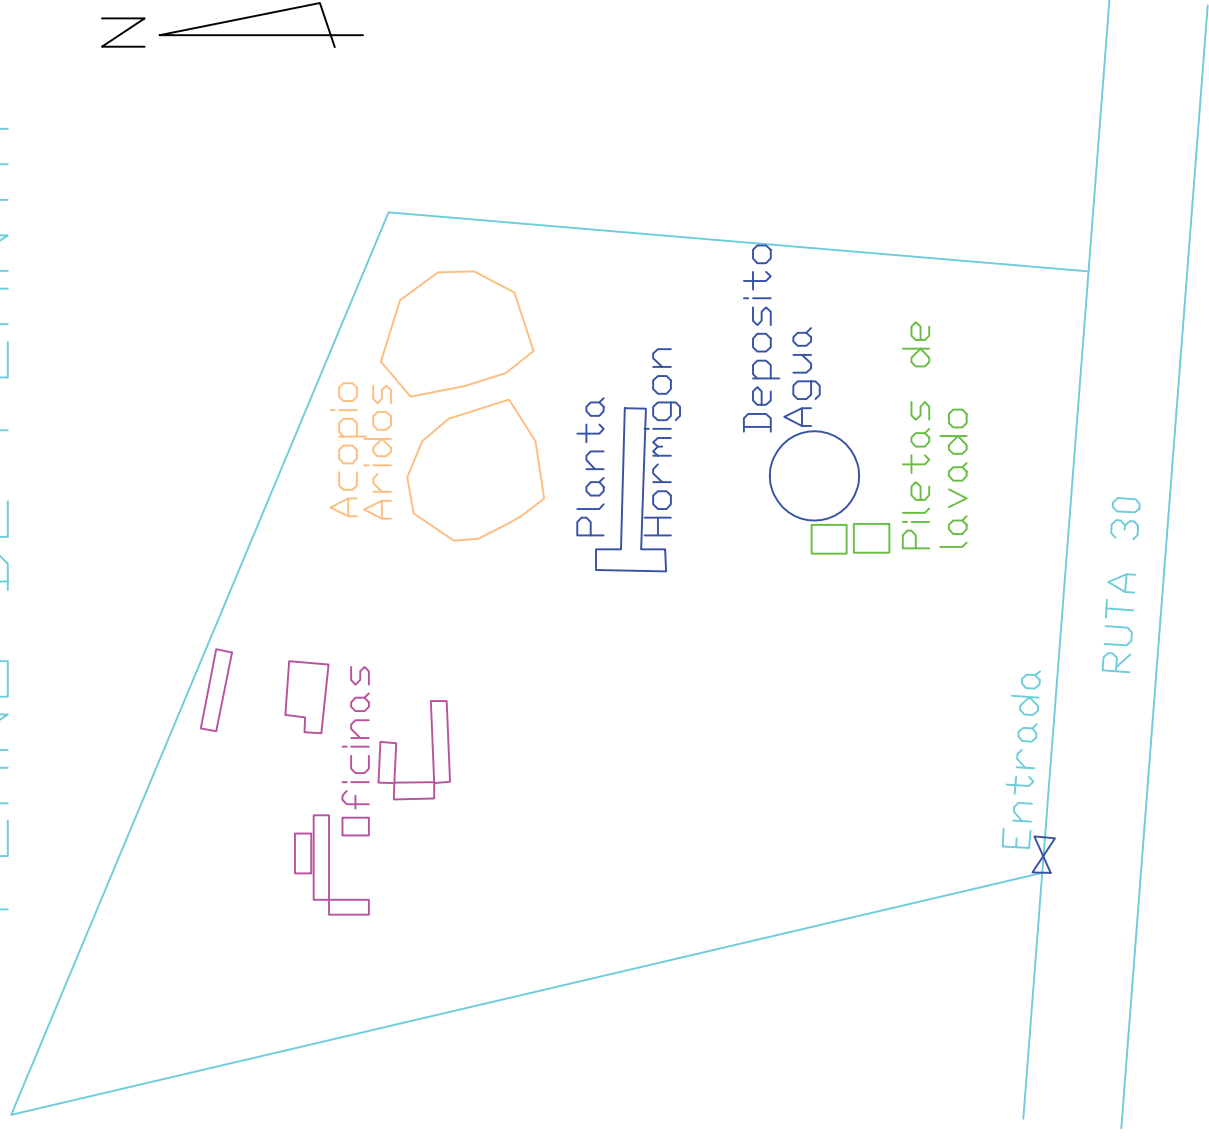 N
Acopio
Aridos
Planta
Hormigon
Deposito
Agua
Piletas de
lavado
Oficinas
Entrada
RUTA 30